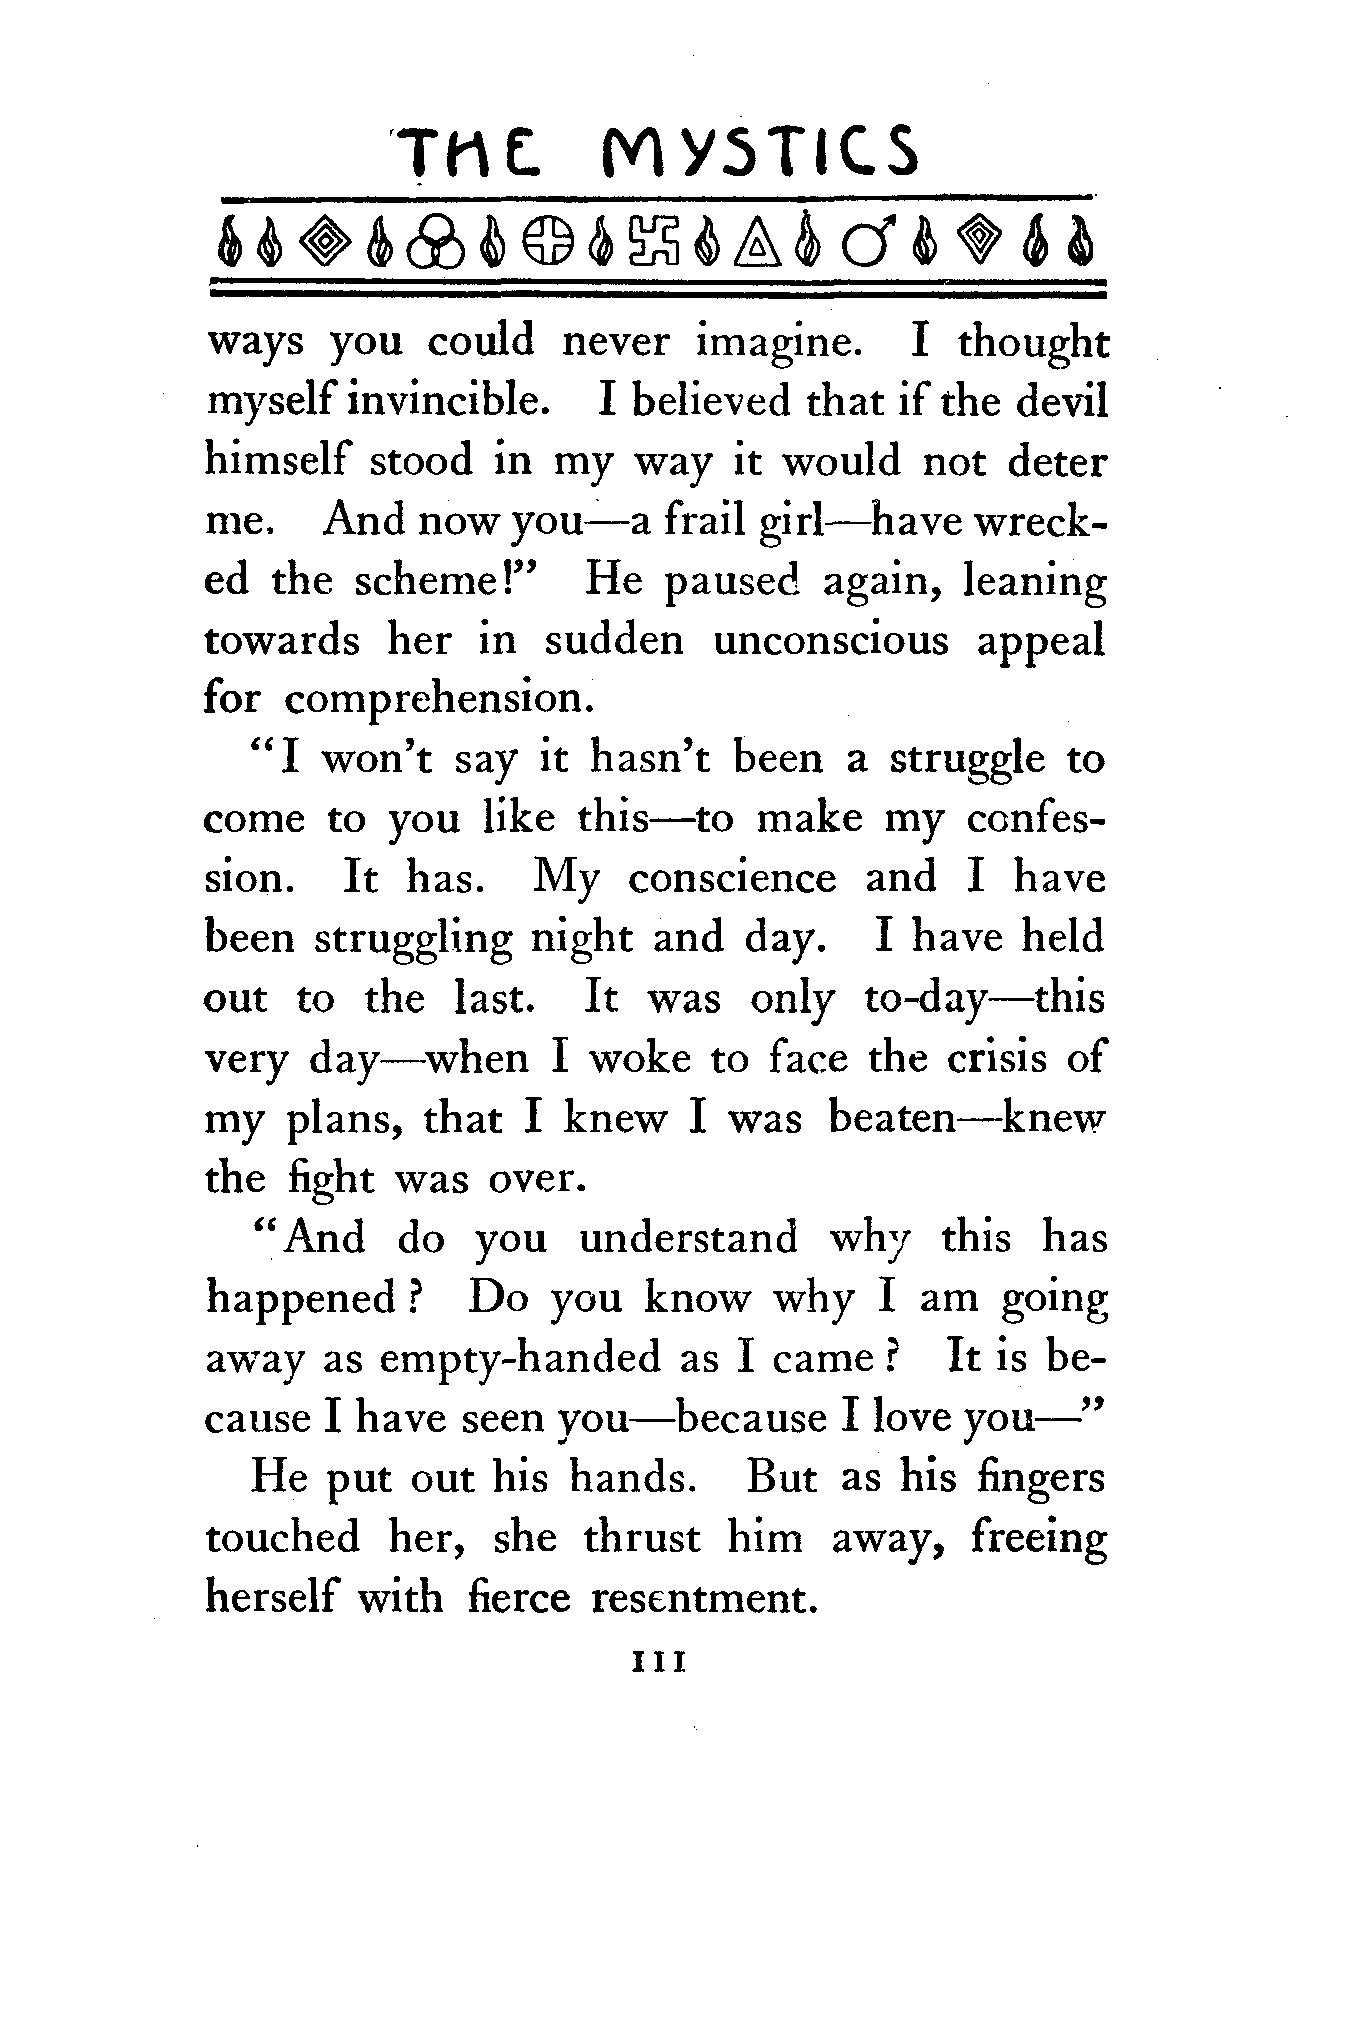 THE MYSTICS
ways you could never imagine. I thought
myself invincible. I believed that if the devil
himself stood in my way it would not deter
me. And now you—a frail girl—have wreck-
ed the scheme!” He paused again, leaning
towards her in sudden unconscious appeal
for comprehension.
“I won’t say it hasn’t been a struggle to
come to you like this—to make my confes-
sion. It has. My conscience and I have
been struggling night and day. I have held
out to the last. It was only to-day—this
very day—when I woke to face the crisis of
my plans, that I knew I was beaten—knew
the fight was over.
“And do you understand why this has
happened? Do you know why I am going
away as empty-handed as I came? It is be-
cause I have seen you—because I love you—”
He put out his hands. But as his fingers
touched her, she thrust him away, freeing
herself with fierce resentment.
111